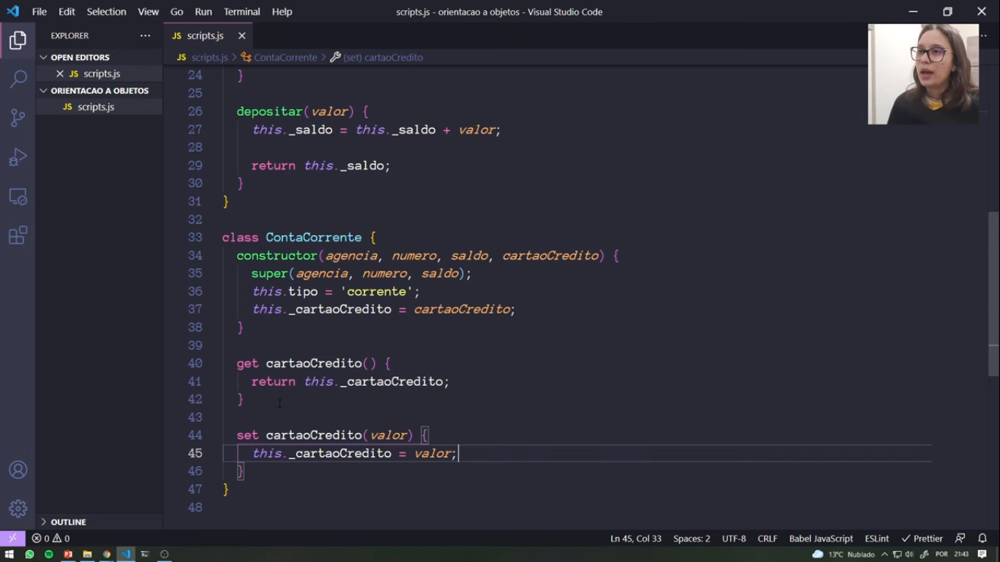 File Edit Selection View Go Run Terminal Help
scripts.js - orientacao a objetos - Visual Studio Code
EXPLORER
OPEN EDITORS
JS scripts.js
ORIENTACAO A OBJETOS
JS scripts.js
OUTLINE
JS scripts.js
JS scripts.js > ContaCorrente > (set) cartaoCredito
24 }
25
26 depositar(valor) {
27 this._saldo = this._saldo + valor;
28
29 return this._saldo;
30 }
31 }
32
33 class ContaCorrente {
34 constructor(agencia, numero, saldo, cartaoCredito) {
35 super(agencia, numero, saldo);
36 this.tipo = 'corrente';
37 this._cartaoCredito = cartaoCredito;
38 }
39
40 get cartaoCredito() {
41 return this._cartaoCredito;
42 }
43
44 set cartaoCredito(valor) {
45 this._cartaoCredito = valor;
46 }
47 }
48
0 0 Ln 45, Col 33 Spaces: 2 UTF-8 CRLF Babel JavaScript ESLint Prettier
13°C Nublado POR 21:43